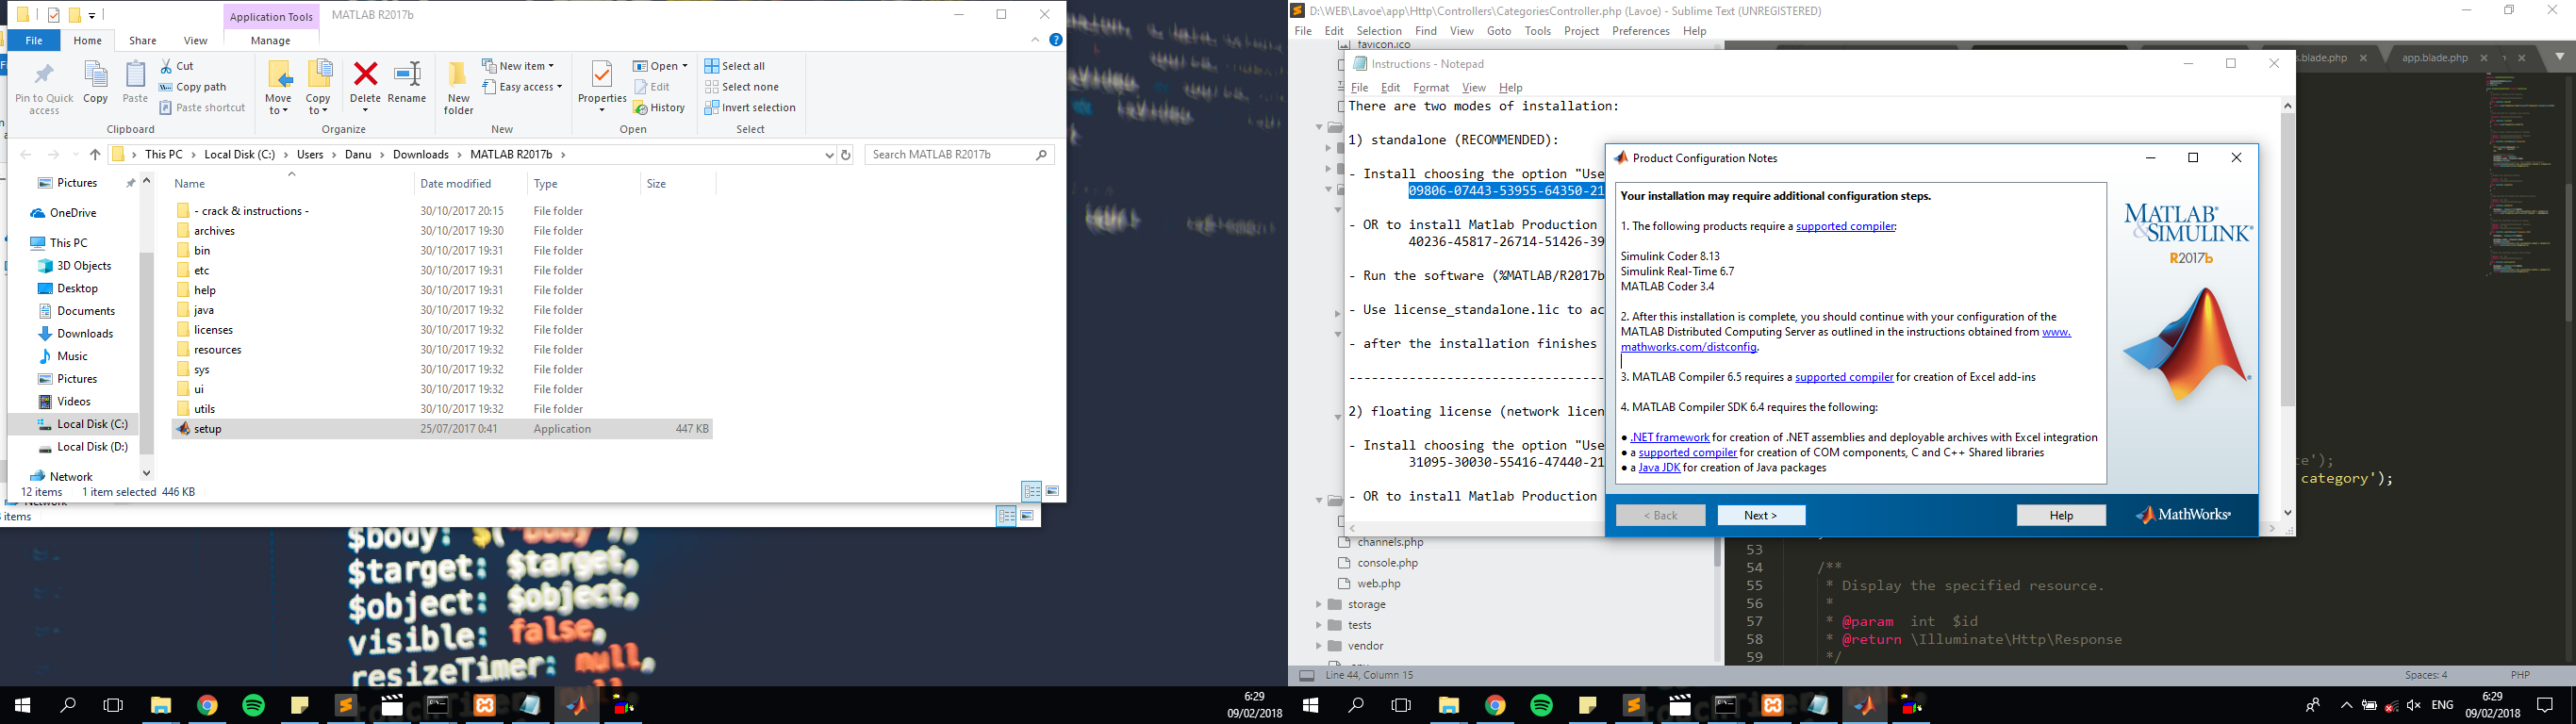 Application Tools
MATLAB R2017b
File
Home
Share
View
Manage
Pin to Quick access
Copy
Paste
Cut
Copy path
Paste shortcut
Clipboard
Move to
Copy to
Delete
Rename
Organize
New folder
New item
Easy access
New
Properties
Open
Edit
History
Open
Select all
Select none
Invert selection
Select
This PC > Local Disk (C:) > Users > Danu > Downloads > MATLAB R2017b >
Search MATLAB R2017b
Pictures
OneDrive
This PC
3D Objects
Desktop
Documents
Downloads
Music
Pictures
Videos
Local Disk (C:)
Local Disk (D:)
Network
Name Date modified Type Size
- crack & instructions - 30/10/2017 20:15 File folder
archives 30/10/2017 19:30 File folder
bin 30/10/2017 19:31 File folder
etc 30/10/2017 19:31 File folder
help 30/10/2017 19:31 File folder
java 30/10/2017 19:32 File folder
licenses 30/10/2017 19:32 File folder
resources 30/10/2017 19:32 File folder
sys 30/10/2017 19:32 File folder
ui 30/10/2017 19:32 File folder
utils 30/10/2017 19:32 File folder
setup 25/07/2017 0:41 Application 447 KB
12 items 1 item selected 446 KB
items
$target: $target,
$object: $object,
visible: false,
resizeTimer: null,
6:29
09/02/2018
D:\WEB\Lavoe\app\Http\Controllers\CategoriesController.php (Lavoe) - Sublime Text (UNREGISTERED)
File Edit Selection Find View Goto Tools Project Preferences Help
favicon.ico
s.blade.php
app.blade.php
Instructions - Notepad
File Edit Format View Help
There are two modes of installation:
1) standalone (RECOMMENDED):
- Install choosing the option "Use
09806-07443-53955-64350-21
- OR to install Matlab Production
40236-45817-26714-51426-39
- Run the software (%MATLAB/R2017b
- Use license_standalone.lic to ac
- after the installation finishes
2) floating license (network licen
- Install choosing the option "Use
31095-30030-55416-47440-21
- OR to install Matlab Production
Product Configuration Notes
Your installation may require additional configuration steps.
1. The following products require a supported compiler:
Simulink Coder 8.13
Simulink Real-Time 6.7
MATLAB Coder 3.4
2. After this installation is complete, you should continue with your configuration of the
MATLAB Distributed Computing Server as outlined in the instructions obtained from www.
mathworks.com/distconfig.
3. MATLAB Compiler 6.5 requires a supported compiler for creation of Excel add-ins
4. MATLAB Compiler SDK 6.4 requires the following:
● .NET framework for creation of .NET assemblies and deployable archives with Excel integration
● a supported compiler for creation of COM components, C and C++ Shared libraries
● a Java JDK for creation of Java packages
MATLAB®
&SIMULINK®
R2017b
< Back
Next >
Help
MathWorks®
te');
category');
channels.php
console.php
web.php
storage
tests
vendor
53
54 /**
55 * Display the specified resource.
56 *
57 * @param int $id
58 * @return \Illuminate\Http\Response
59 */
Line 44, Column 15
Spaces: 4
PHP
ENG
6:29
09/02/2018